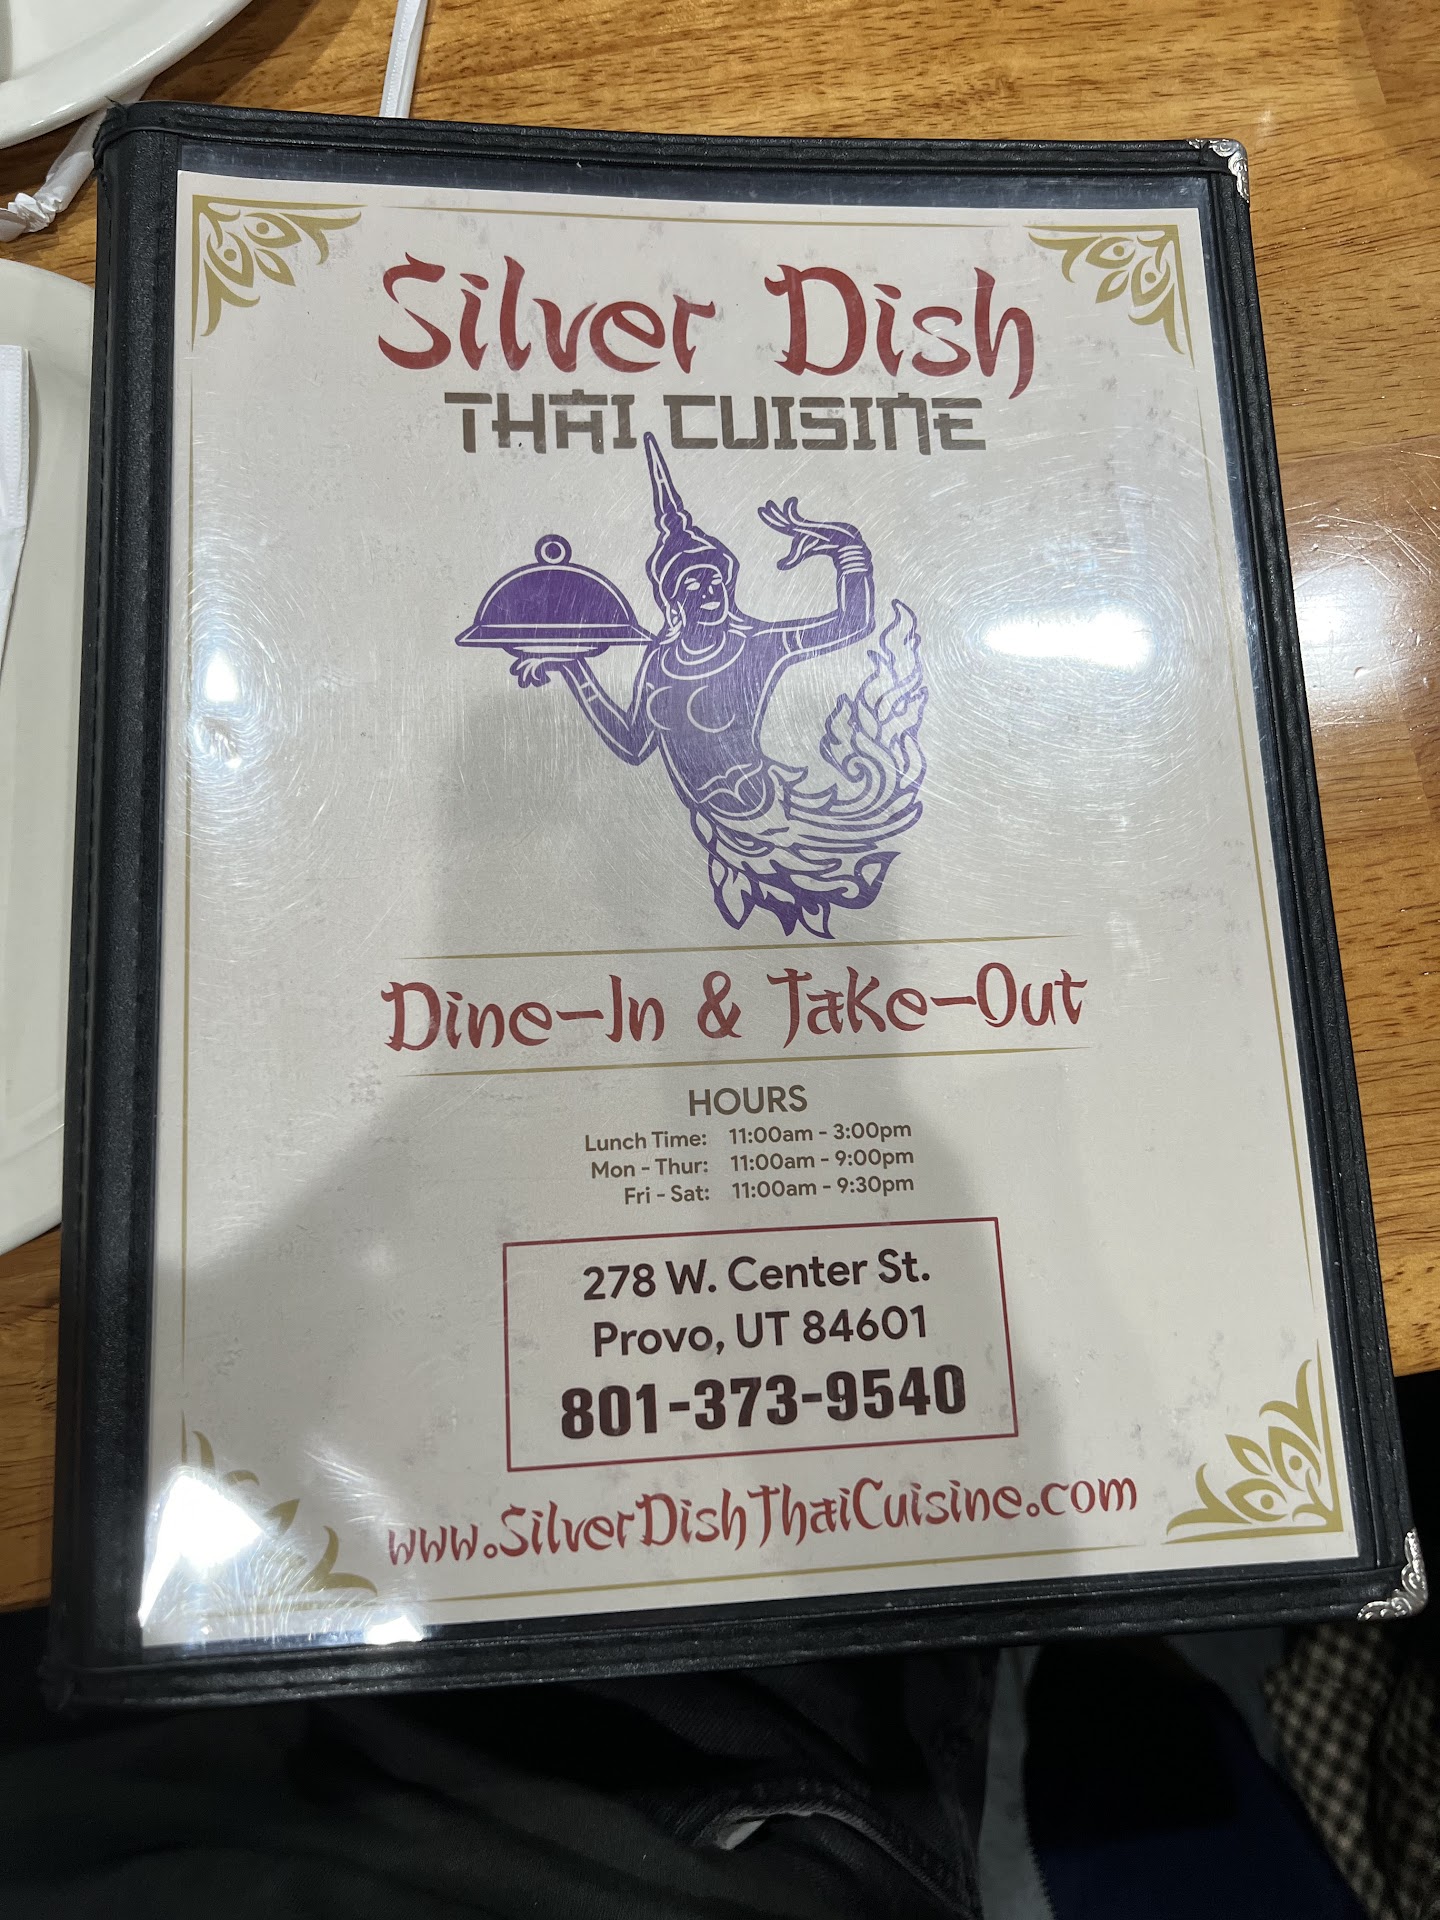 Silver Dish
THAI CUISINE
Dine-In & Take-Out
HOURS
Lunch Time: 11:00am - 3:00pm
Mon - Thur: 11:00am - 9:00pm
Fri - Sat: 11:00am - 9:30pm
278 W. Center St.
Provo, UT 84601
801-373-9540
www.SilverDishThaiCuisine.com